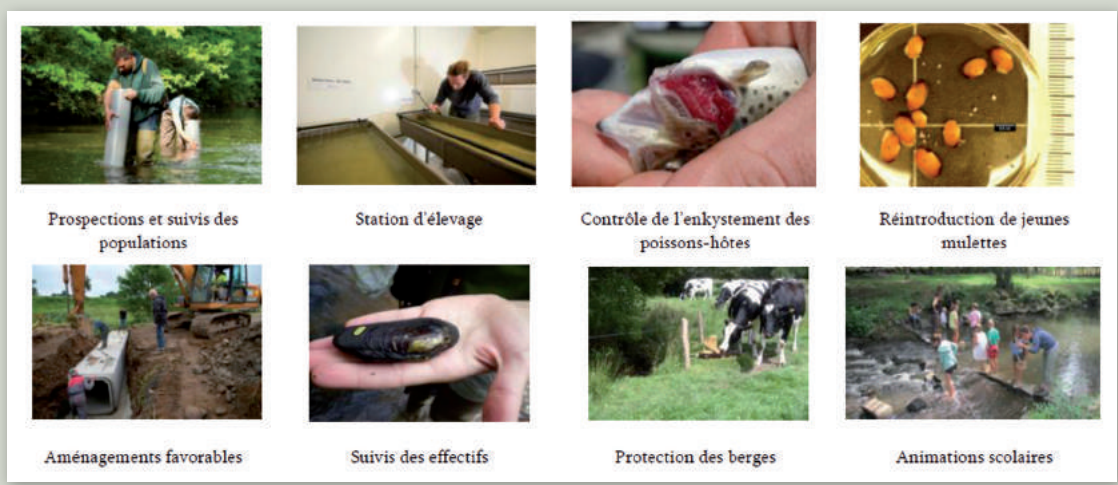 Prospections et suivis des
populations
Station d'élevage
Contrôle de l'enkystement des
poissons-hôtes
Réintroduction de jeunes
mulettes
Aménagements favorables
Suivis des effectifs
Protection des berges
Animations scolaires